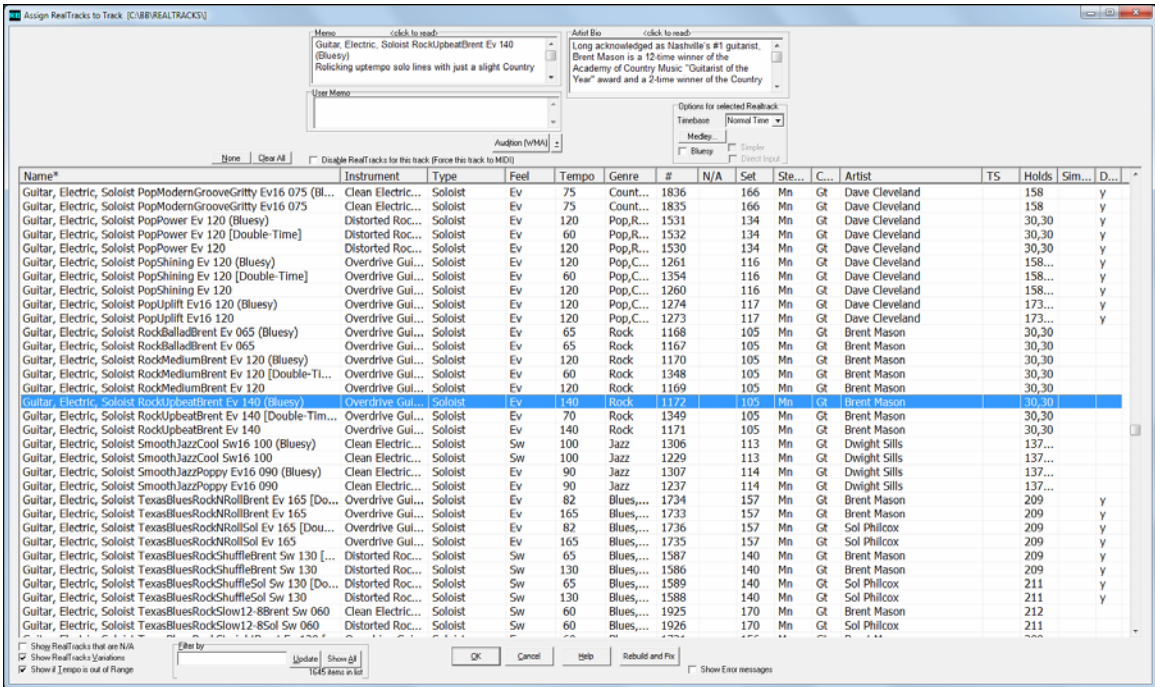 Assign RealTracks to Track [C:\BB\REALTRACKS\]
Memo <click to read>
Guitar, Electric, Soloist RockUpbeatBrent Ev 140
(Bluesy)
Rolicking uptempo solo lines with just a slight Country
Artist Bio <click to read>
Long acknowledged as Nashville's #1 guitarist,
Brent Mason is a 12-time winner of the
Academy of Country Music "Guitarist of the
Year" award and a 2-time winner of the Country
User Memo
Options for selected Realtrack
Timebase Normal Time
Medley...
Bluesy Simpler
Direct Input
Audition (WMA)
None Clear All Disable RealTracks for this track (Force this track to MIDI)
Name* Instrument Type Feel Tempo Genre # N/A Set Ste... C... Artist TS Holds Sim... D...
Guitar, Electric, Soloist PopModernGrooveGritty Ev16 075 (Bl... Clean Electric... Soloist Ev 75 Count... 1836 166 Mn Gt Dave Cleveland 158 y
Guitar, Electric, Soloist PopModernGrooveGritty Ev16 075 Clean Electric... Soloist Ev 75 Count... 1835 166 Mn Gt Dave Cleveland 158 y
Guitar, Electric, Soloist PopPower Ev 120 (Bluesy) Distorted Roc... Soloist Ev 120 Pop,R... 1531 134 Mn Gt Dave Cleveland 30,30 y
Guitar, Electric, Soloist PopPower Ev 120 [Double-Time] Distorted Roc... Soloist Ev 60 Pop,R... 1532 134 Mn Gt Dave Cleveland 30,30 y
Guitar, Electric, Soloist PopPower Ev 120 Distorted Roc... Soloist Ev 120 Pop,R... 1530 134 Mn Gt Dave Cleveland 30,30 y
Guitar, Electric, Soloist PopShining Ev 120 (Bluesy) Overdrive Gui... Soloist Ev 120 Pop,C... 1261 116 Mn Gt Dave Cleveland 158... y
Guitar, Electric, Soloist PopShining Ev 120 [Double-Time] Overdrive Gui... Soloist Ev 60 Pop,C... 1354 116 Mn Gt Dave Cleveland 158... y
Guitar, Electric, Soloist PopShining Ev 120 Overdrive Gui... Soloist Ev 120 Pop,C... 1260 116 Mn Gt Dave Cleveland 158... y
Guitar, Electric, Soloist PopUplift Ev16 120 (Bluesy) Overdrive Gui... Soloist Ev 120 Pop,C... 1274 117 Mn Gt Dave Cleveland 173... y
Guitar, Electric, Soloist PopUplift Ev16 120 Overdrive Gui... Soloist Ev 120 Pop,C... 1273 117 Mn Gt Dave Cleveland 173... y
Guitar, Electric, Soloist RockBalladBrent Ev 065 (Bluesy) Overdrive Gui... Soloist Ev 65 Rock 1168 105 Mn Gt Brent Mason 30,30
Guitar, Electric, Soloist RockBalladBrent Ev 065 Overdrive Gui... Soloist Ev 65 Rock 1167 105 Mn Gt Brent Mason 30,30
Guitar, Electric, Soloist RockMediumBrent Ev 120 (Bluesy) Overdrive Gui... Soloist Ev 120 Rock 1170 105 Mn Gt Brent Mason 30,30
Guitar, Electric, Soloist RockMediumBrent Ev 120 [Double-Ti... Overdrive Gui... Soloist Ev 60 Rock 1348 105 Mn Gt Brent Mason 30,30
Guitar, Electric, Soloist RockMediumBrent Ev 120 Overdrive Gui... Soloist Ev 120 Rock 1169 105 Mn Gt Brent Mason 30,30
Guitar, Electric, Soloist RockUpbeatBrent Ev 140 (Bluesy) Overdrive Gui... Soloist Ev 140 Rock 1172 105 Mn Gt Brent Mason 30,30
Guitar, Electric, Soloist RockUpbeatBrent Ev 140 [Double-Tim... Overdrive Gui... Soloist Ev 70 Rock 1349 105 Mn Gt Brent Mason 30,30
Guitar, Electric, Soloist RockUpbeatBrent Ev 140 Overdrive Gui... Soloist Ev 140 Rock 1171 105 Mn Gt Brent Mason 30,30
Guitar, Electric, Soloist SmoothJazzCool Sw16 100 (Bluesy) Clean Electric... Soloist Sw 100 Jazz 1306 113 Mn Gt Dwight Sills 137...
Guitar, Electric, Soloist SmoothJazzCool Sw16 100 Clean Electric... Soloist Sw 100 Jazz 1229 113 Mn Gt Dwight Sills 137...
Guitar, Electric, Soloist SmoothJazzPoppy Ev16 090 (Bluesy) Clean Electric... Soloist Ev 90 Jazz 1307 114 Mn Gt Dwight Sills 137...
Guitar, Electric, Soloist SmoothJazzPoppy Ev16 090 Clean Electric... Soloist Ev 90 Jazz 1237 114 Mn Gt Dwight Sills 137...
Guitar, Electric, Soloist TexasBluesRockNRollBrent Ev 165 [Do... Overdrive Gui... Soloist Ev 82 Blues,... 1734 157 Mn Gt Brent Mason 209 y
Guitar, Electric, Soloist TexasBluesRockNRollBrent Ev 165 Overdrive Gui... Soloist Ev 165 Blues,... 1733 157 Mn Gt Brent Mason 209 y
Guitar, Electric, Soloist TexasBluesRockNRollSol Ev 165 [Dou... Overdrive Gui... Soloist Ev 82 Blues,... 1736 157 Mn Gt Sol Philcox 209 y
Guitar, Electric, Soloist TexasBluesRockNRollSol Ev 165 Overdrive Gui... Soloist Ev 165 Blues,... 1735 157 Mn Gt Sol Philcox 209 y
Guitar, Electric, Soloist TexasBluesRockShuffleBrent Sw 130 [... Distorted Roc... Soloist Sw 65 Blues,... 1587 140 Mn Gt Brent Mason 209 y
Guitar, Electric, Soloist TexasBluesRockShuffleBrent Sw 130 Distorted Roc... Soloist Sw 130 Blues,... 1586 140 Mn Gt Brent Mason 209 y
Guitar, Electric, Soloist TexasBluesRockShuffleSol Sw 130 [Do... Distorted Roc... Soloist Sw 65 Blues,... 1589 140 Mn Gt Sol Philcox 211 y
Guitar, Electric, Soloist TexasBluesRockShuffleSol Sw 130 Distorted Roc... Soloist Sw 130 Blues,... 1588 140 Mn Gt Sol Philcox 211 y
Guitar, Electric, Soloist TexasBluesRockSlow12-8Brent Sw 060 Clean Electric... Soloist Sw 60 Blues,... 1925 170 Mn Gt Brent Mason 212
Guitar, Electric, Soloist TexasBluesRockSlow12-8Sol Sw 060 Distorted Roc... Soloist Sw 60 Blues,... 1926 170 Mn Gt Sol Philcox 211
Show RealTracks that are N/A
Show RealTracks Variations
Show if Tempo is out of Range
Filter by
Update Show All
1645 items in list
OK Cancel Help Rebuild and Fix
Show Error messages